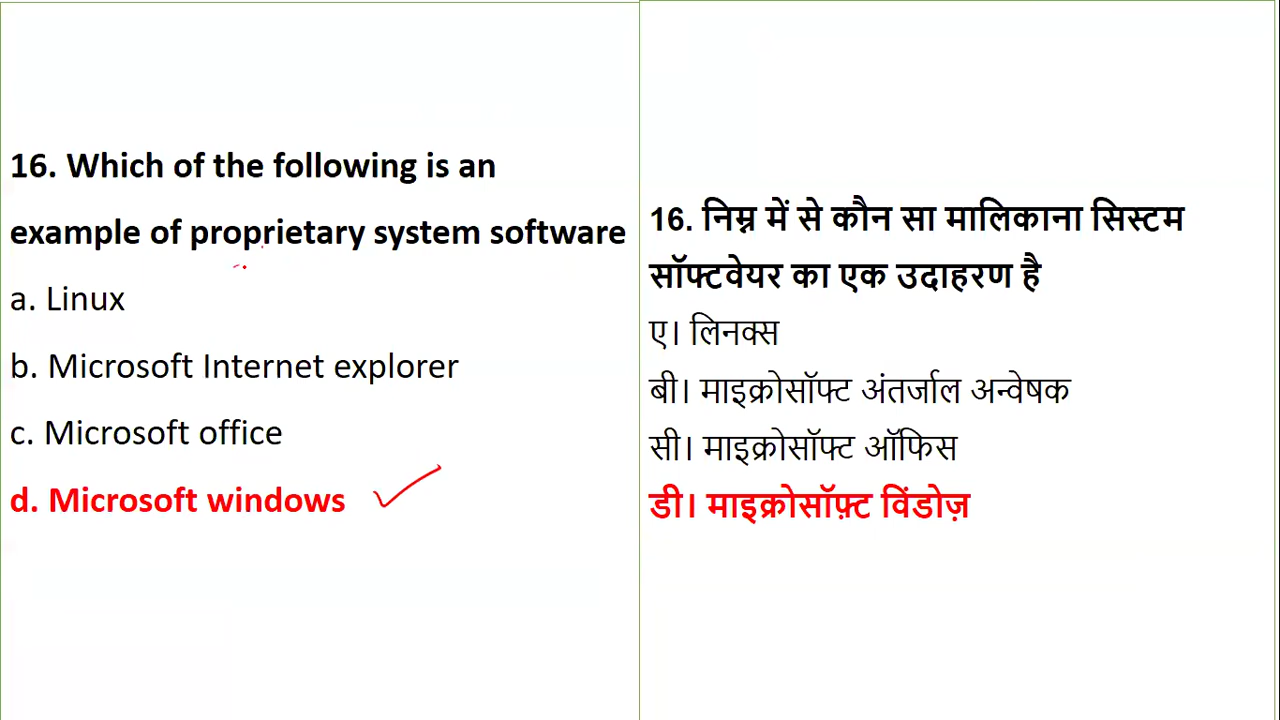 16. Which of the following is an
example of proprietary system software
a. Linux
b. Microsoft Internet explorer
c. Microsoft office
d. Microsoft windows
16. निम्न में से कौन सा मालिकाना सिस्टम
सॉफ्टवेयर का एक उदाहरण है
ए। लिनक्स
बी। माइक्रोसॉफ्ट अंतर्जाल अन्वेषक
सी। माइक्रोसॉफ्ट ऑफिस
डी। माइक्रोसॉफ़्ट विंडोज़